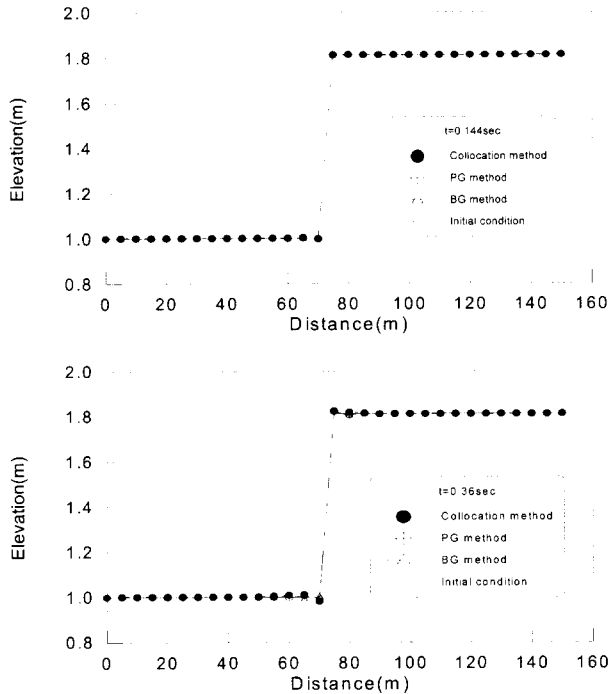 2.0
1.8
1.6
1.4
1.2
1.0
0.8
Elevation(m)
t=0 144sec
Collocation method
PG method
BG method
Initial condition
0 20 40 60 80 100 120 140 160
Distance(m)
2.0
1.8
1.6
1.4
1.2
1.0
0.8
Elevation(m)
t=0 36sec
Collocation method
PG method
BG method
Initial condition
0 20 40 60 80 100 120 140 160
Distance(m)